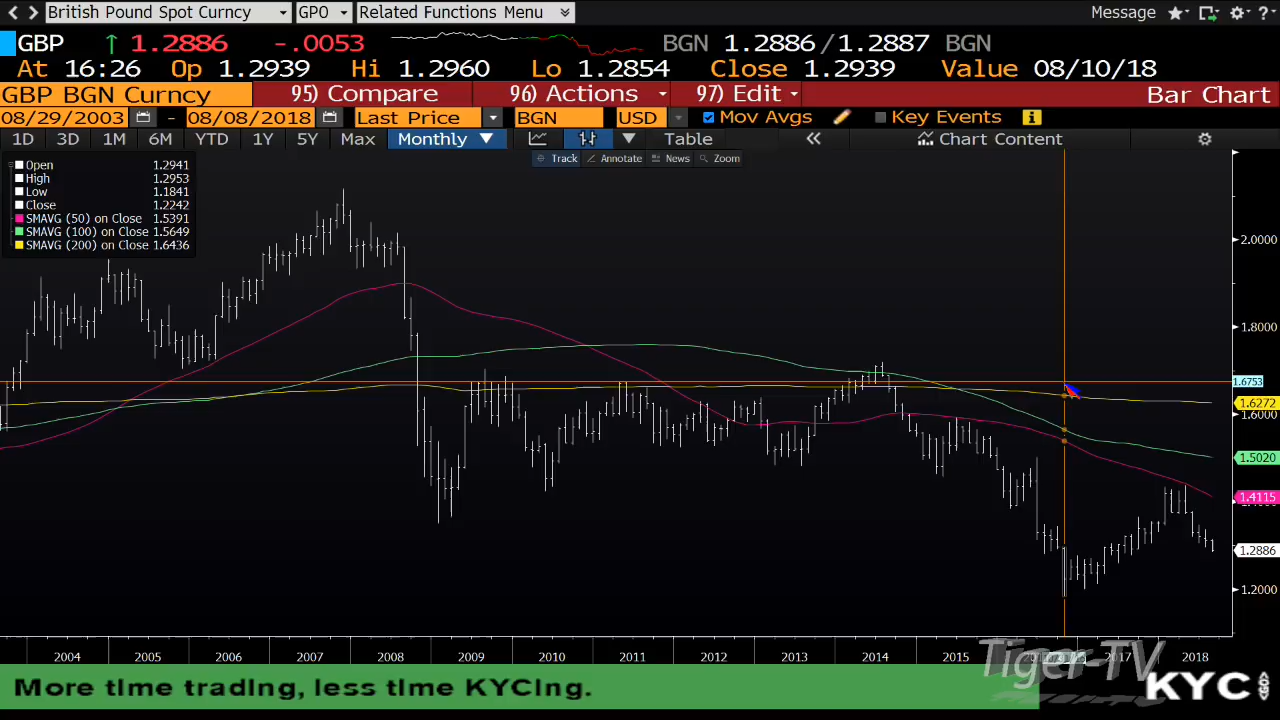 British Pound Spot Curncy GPO Related Functions Menu Message ?
GBP 1.2886 -.0053 BGN 1.2886/1.2887 BGN
At 16:26 Op 1.2939 Hi 1.2960 Lo 1.2854 Close 1.2939 Value 08/10/18
GBP BGN Curncy 95) Compare 96) Actions 97) Edit Bar Chart
08/29/2003 - 08/08/2018 Last Price BGN USD Mov Avgs Key Events
1D 3D 1M 6M YTD 1Y 5Y Max Monthly Table Chart Content
Track Annotate News Zoom
Open 1.2941
High 1.2953
Low 1.1841
Close 1.2242
SMAVG (50) on Close 1.5391
SMAVG (100) on Close 1.5649
SMAVG (200) on Close 1.6436
2.0000
1.8000
1.6753
1.6272
1.6000
1.5020
1.4115
1.2886
1.2000
2004 2005 2006 2007 2008 2009 2010 2011 2012 2013 2014 2015 2017 2018
Tiger-TV
More time trading, less time KYCing.
KYC